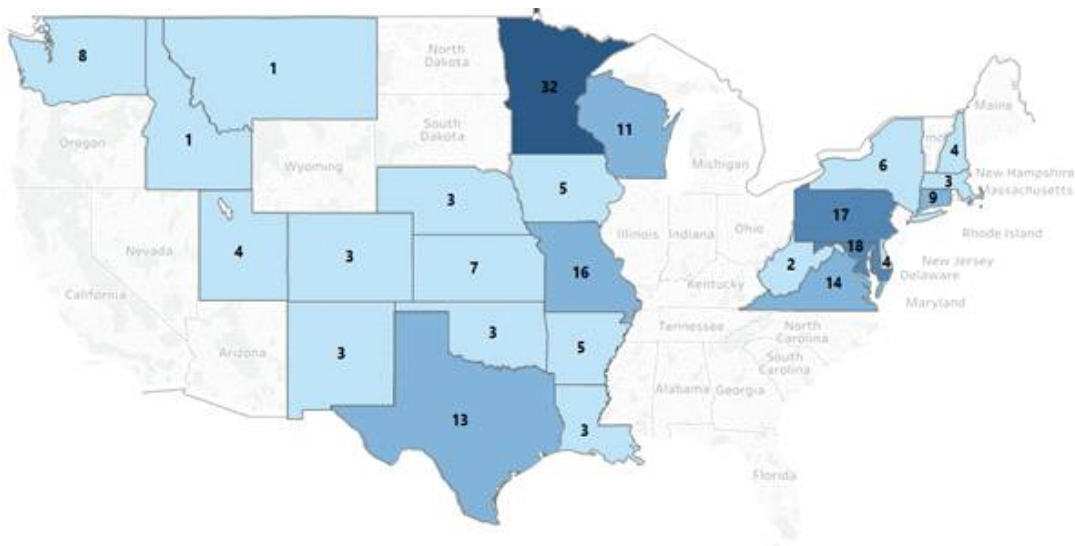 8
1
North
Dakota
32
Maine
11
Oregon
1
South
Dakota
Wyoming
Michigan
6
4
3
New Hampshire
Massachusetts
3
5
9
17
Nevada
4
3
7
16
Illinois
Indiana
Ohio
18
4
2
14
Rhode Island
New Jersey
Delaware
Maryland
California
Kentucky
Arizona
3
3
5
Tennessee
North
Carolina
South
Carolina
Alabama
Georgia
13
3
Florida